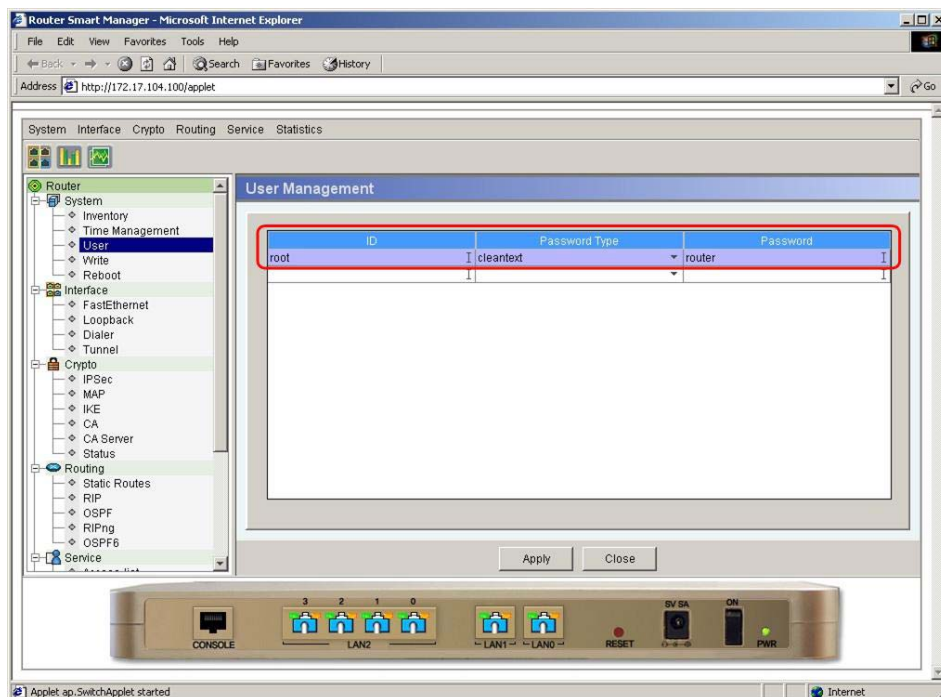 Router Smart Manager - Microsoft Internet Explorer
File Edit View Favorites Tools Help
Back Search Favorites History
Address http://172.17.104.100/applet Go
System Interface Crypto Routing Service Statistics
Router
System
Inventory
Time Management
User
Write
Reboot
Interface
FastEthernet
Loopback
Dialer
Tunnel
Crypto
IPSec
MAP
IKE
CA
CA Server
Status
Routing
Static Routes
RIP
OSPF
RIPng
OSPF6
Service
User Management
ID Password Type Password
root cleantext router
Apply Close
3 2 1 0 5V 5A ON
CONSOLE LAN2 LAN1 LAN0 RESET PWR
Applet ap.SwitchApplet started Internet